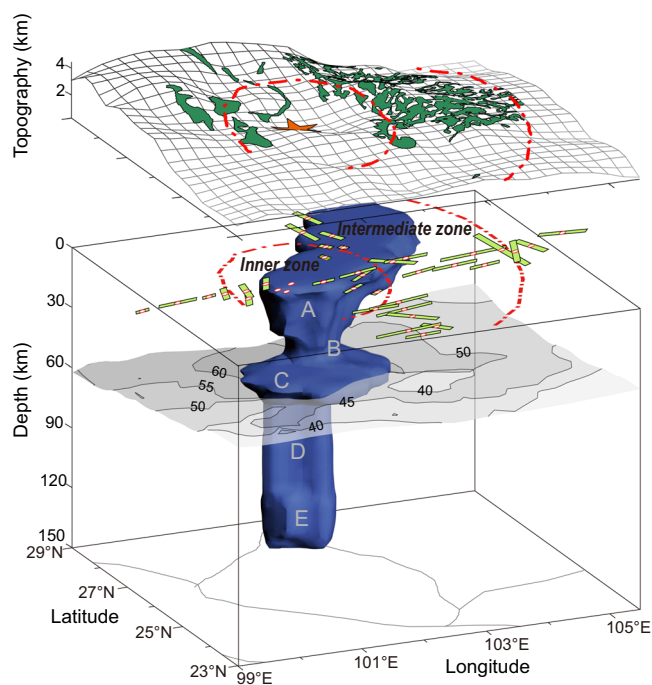 Topography (km)
4
2
0
30
60
90
120
150
Depth (km)
Intermediate zone
Inner zone
A
B
C
D
E
60
55
50
45
40
50
40
29°N
27°N
25°N
23°N
Latitude
99°E
101°E
103°E
105°E
Longitude